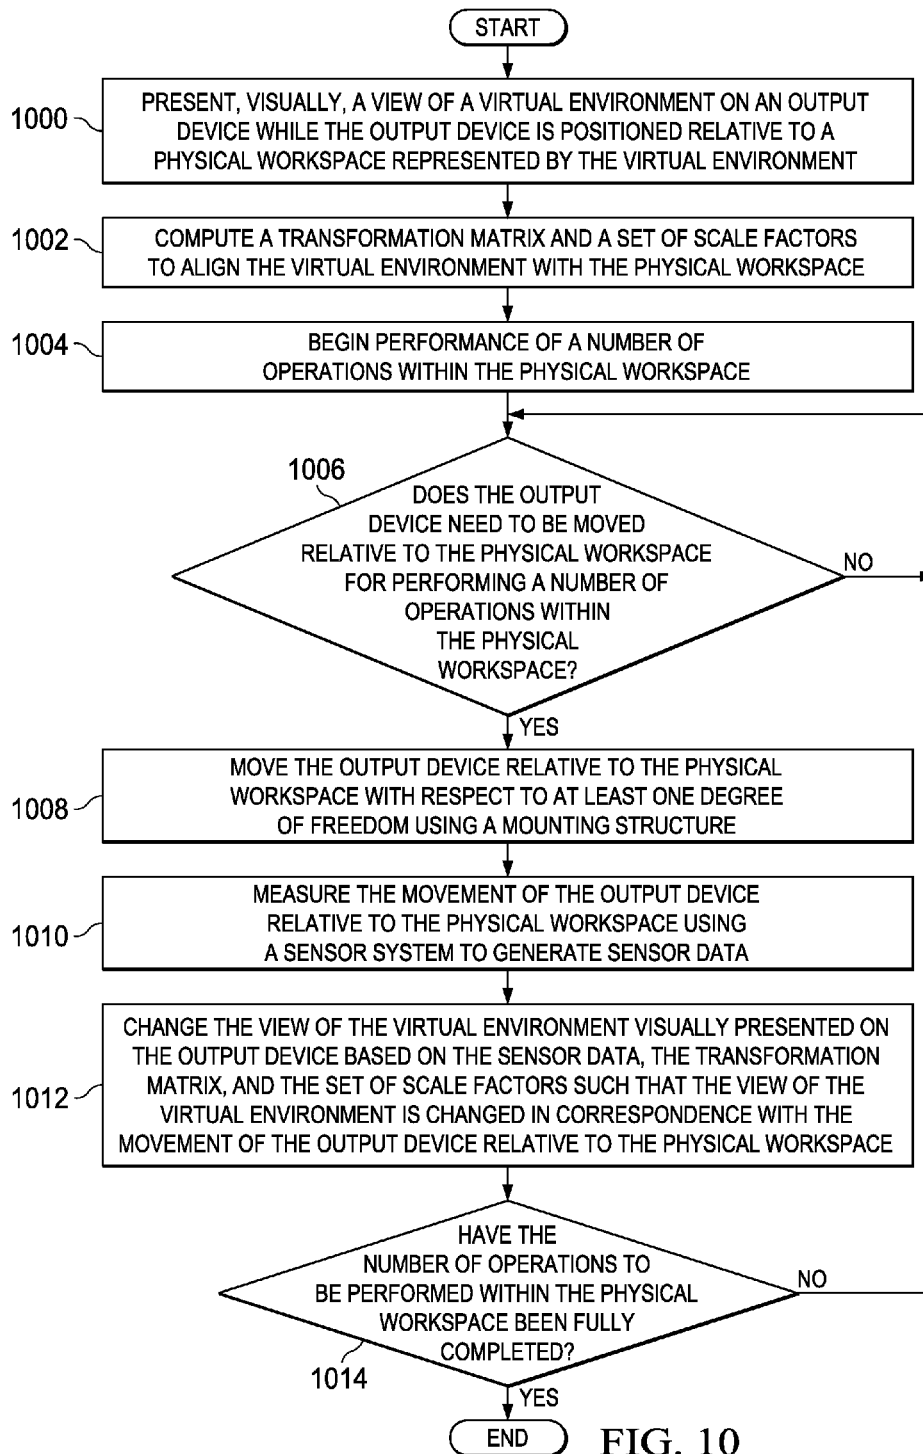 START
1000
PRESENT, VISUALLY, A VIEW OF A VIRTUAL ENVIRONMENT ON AN OUTPUT
DEVICE WHILE THE OUTPUT DEVICE IS POSITIONED RELATIVE TO A
PHYSICAL WORKSPACE REPRESENTED BY THE VIRTUAL ENVIRONMENT
1002
COMPUTE A TRANSFORMATION MATRIX AND A SET OF SCALE FACTORS
TO ALIGN THE VIRTUAL ENVIRONMENT WITH THE PHYSICAL WORKSPACE
1004
BEGIN PERFORMANCE OF A NUMBER OF
OPERATIONS WITHIN THE PHYSICAL WORKSPACE
1006
DOES THE OUTPUT
DEVICE NEED TO BE MOVED
RELATIVE TO THE PHYSICAL WORKSPACE
FOR PERFORMING A NUMBER OF
OPERATIONS WITHIN
THE PHYSICAL
WORKSPACE?
NO
YES
1008
MOVE THE OUTPUT DEVICE RELATIVE TO THE PHYSICAL
WORKSPACE WITH RESPECT TO AT LEAST ONE DEGREE
OF FREEDOM USING A MOUNTING STRUCTURE
1010
MEASURE THE MOVEMENT OF THE OUTPUT DEVICE
RELATIVE TO THE PHYSICAL WORKSPACE USING
A SENSOR SYSTEM TO GENERATE SENSOR DATA
1012
CHANGE THE VIEW OF THE VIRTUAL ENVIRONMENT VISUALLY PRESENTED ON
THE OUTPUT DEVICE BASED ON THE SENSOR DATA, THE TRANSFORMATION
MATRIX, AND THE SET OF SCALE FACTORS SUCH THAT THE VIEW OF THE
VIRTUAL ENVIRONMENT IS CHANGED IN CORRESPONDENCE WITH THE
MOVEMENT OF THE OUTPUT DEVICE RELATIVE TO THE PHYSICAL WORKSPACE
HAVE THE
NUMBER OF OPERATIONS TO
BE PERFORMED WITHIN THE PHYSICAL
WORKSPACE BEEN FULLY
COMPLETED?
NO
1014
YES
END
FIG. 10